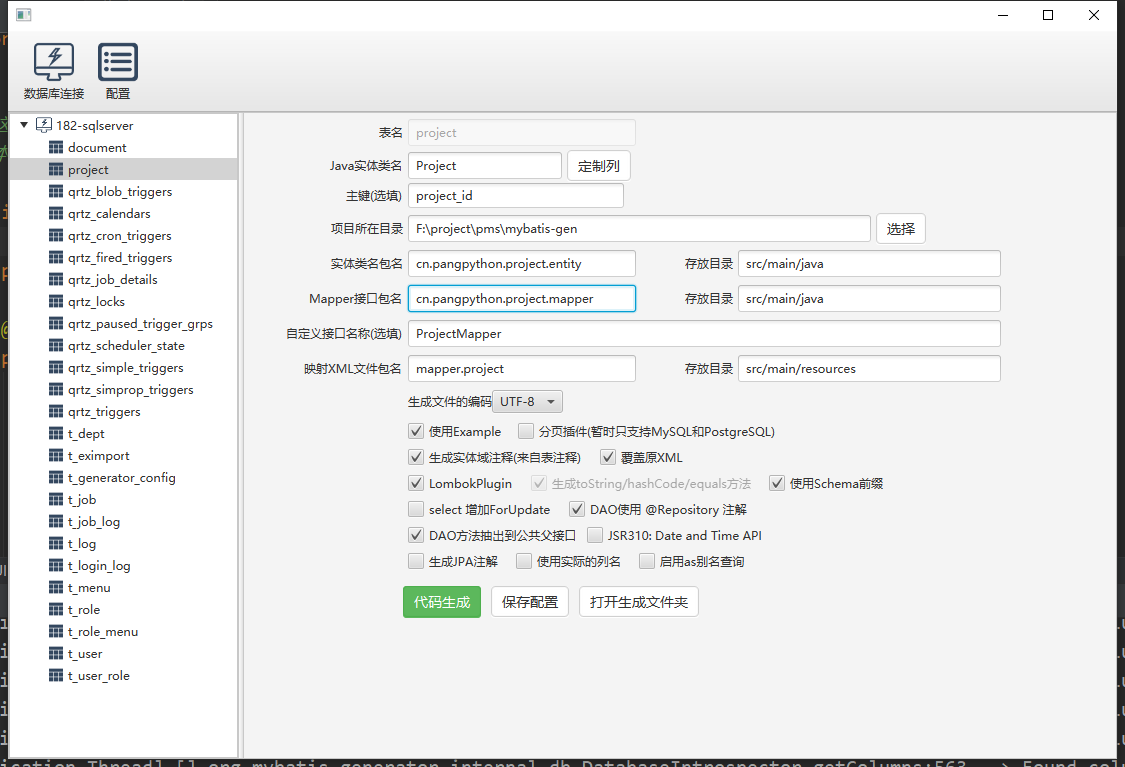 数据库连接 配置
182-sqlserver
document
project
qrtz_blob_triggers
qrtz_calendars
qrtz_cron_triggers
qrtz_fired_triggers
qrtz_job_details
qrtz_locks
qrtz_paused_trigger_grps
qrtz_scheduler_state
qrtz_simple_triggers
qrtz_simprop_triggers
qrtz_triggers
t_dept
t_eximport
t_generator_config
t_job
t_job_log
t_log
t_login_log
t_menu
t_role
t_role_menu
t_user
t_user_role
表名 project
Java实体类名 Project 定制列
主键(选填) project_id
项目所在目录 F:\project\pms\mybatis-gen 选择
实体类名包名 cn.pangpython.project.entity 存放目录 src/main/java
Mapper接口包名 cn.pangpython.project.mapper 存放目录 src/main/java
自定义接口名称(选填) ProjectMapper
映射XML文件包名 mapper.project 存放目录 src/main/resources
生成文件的编码 UTF-8
使用Example 分页插件(暂时只支持MySQL和PostgreSQL)
生成实体域注释(来自表注释) 覆盖原XML
LombokPlugin 生成toString/hashCode/equals方法 使用Schema前缀
select 增加ForUpdate DAO使用 @Repository 注解
DAO方法抽出到公共父接口 JSR310: Date and Time API
生成JPA注解 使用实际的列名 启用as别名查询
代码生成 保存配置 打开生成文件夹